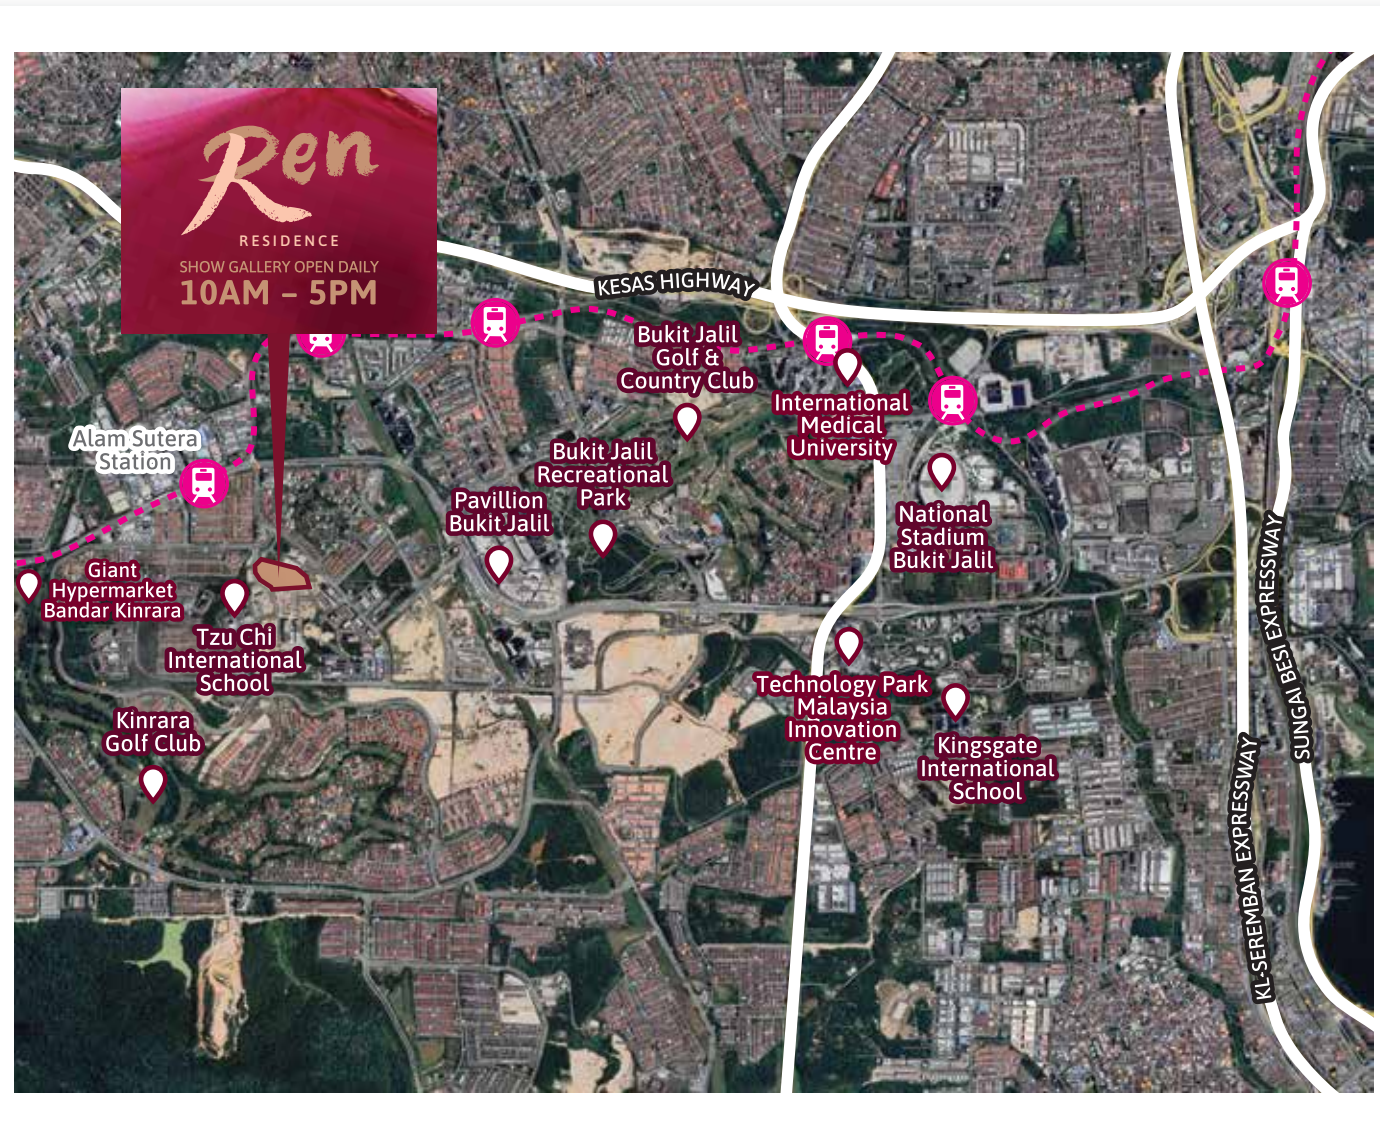 Ren
RESIDENCE
SHOW GALLERY OPEN DAILY
10AM – 5PM
KESAS HIGHWAY
Bukit Jalil
Golf &
Country Club
International
Medical
University
Alam Sutera
Station
Bukit Jalil
Recreational
Park
Pavillion
Bukit Jalil
National
Stadium
Bukit Jalil
Giant
Hypermarket
Bandar Kinrara
Tzu Chi
International
School
Kinrara
Golf Club
Technology Park
Malaysia
Innovation
Centre
Kingsgate
International
School
SUNGAI BESI EXPRESSWAY
KL-SEREMBAN EXPRESSWAY